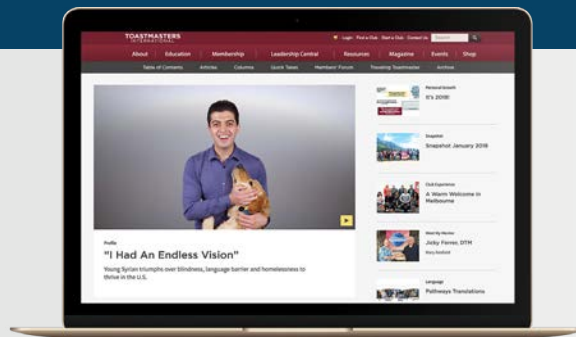 TOASTMASTERS
INTERNATIONAL
Login Find a Club Start a Club Contact Us Search
About Education Membership Leadership Central Resources Magazine Events Shop
Table of Contents Articles Columns Quick Takes Members' Forum Traveling Toastmaster Archive
Profile
"I Had An Endless Vision"
Young Syrian triumphs over blindness, language barrier and homelessness to
thrive in the U.S.
Personal Growth
It's 2018!
Snapshot
Snapshot January 2018
Club Experience
A Warm Welcome in
Melbourne
Meet My Mentor
Jicky Ferrer, DTM
Language
Pathways Translations